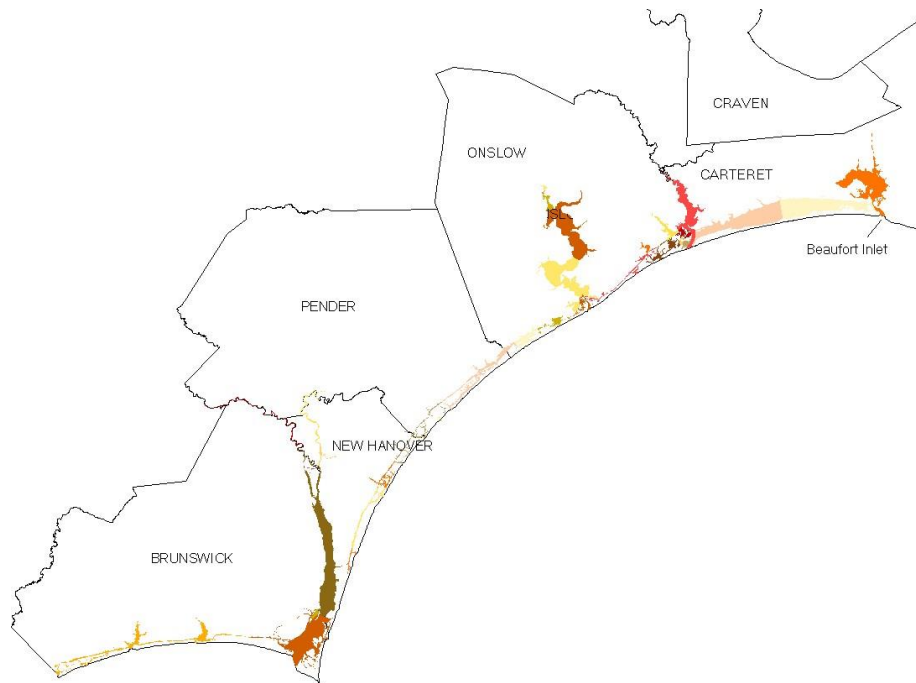 CRAVEN
ONSLOW
CARTERET
Beaufort Inlet
PENDER
NEW HANOVER
BRUNSWICK